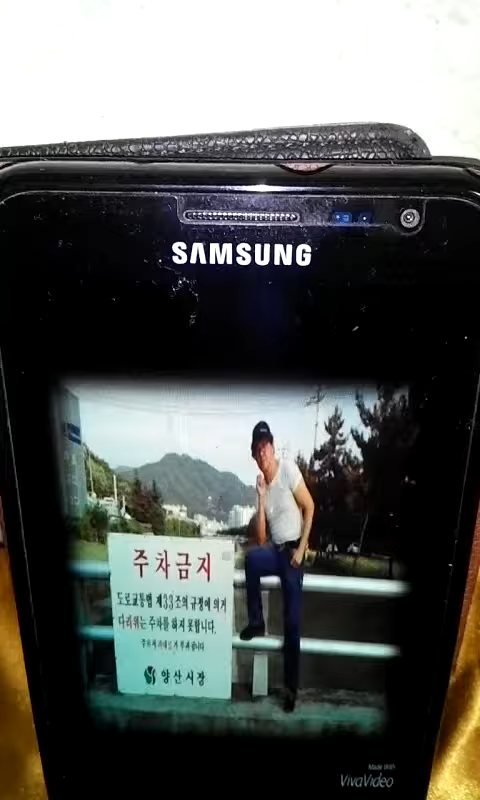 SAMSUNG
주차금지
도로교통법 제33조의 규정에 의거
다리위는 주차를 하지 못합니다.
양산시장
Made With
VivaVideo